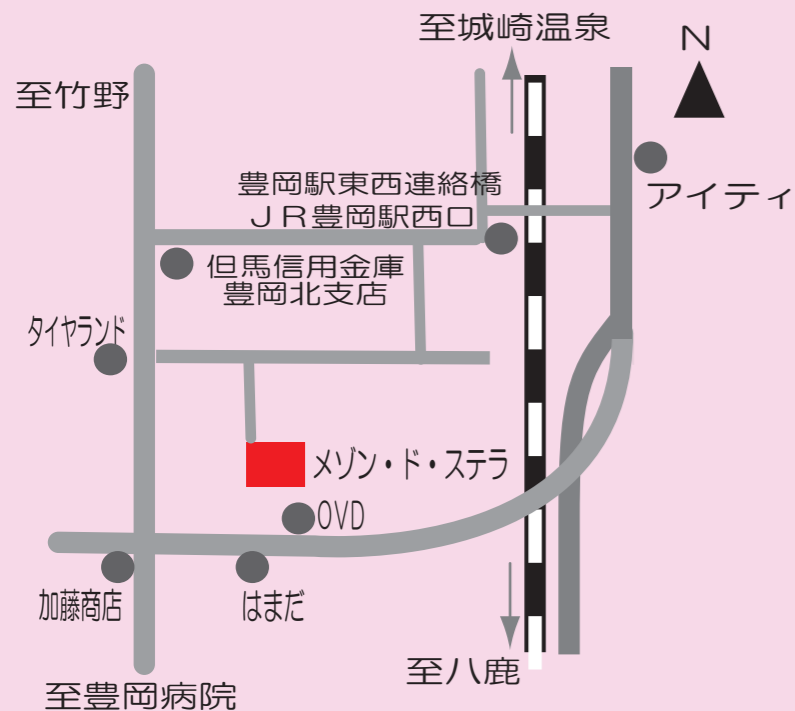 至城崎温泉
N
至竹野
豊岡駅東西連絡橋
アイティ
JR豊岡駅西口
但馬信用金庫
豊岡北支店
タイヤランド
メゾン・ド・ステラ
OVD
加藤商店
はまだ
至八鹿
至豊岡病院